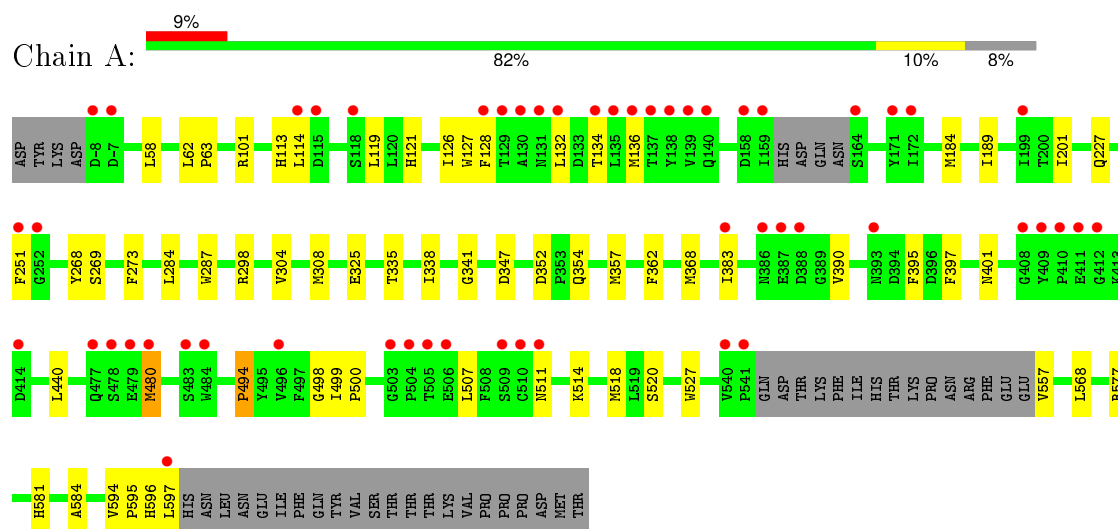 9%
Chain A:
82% 10% 8%
ASP TYR LYS ASP D-8 D-7 L58 L62 P63 R101 H113 L114 D115 S118 L119 L120 H121 I126 W127 F128 T129 A130 N131 L132 D133 T134 L135 M136 T137 Y138 V139 Q140 D158 I159 HIS ASP GLN ASN S164 Y171 I172 M184 I189 I199 T200 I201 Q227
F251 G252 Y268 S269 F273 L284 W287 R298 V304 M308 E325 T335 I338 G341 D347 D352 P353 Q354 M357 F362 M368 I383 N386 E387 D388 G389 V390 N393 D394 F395 D396 F397 N401 G408 Y409 P410 E411 G412 K413
D414 L440 Q477 S478 E479 M480 S483 W484 P494 Y495 V496 F497 G498 I499 P500 G503 P504 T505 E506 L507 F508 S509 C510 N511 K514 M518 L519 S520 W527 V540 P541 GLN ASP THR LYS PHE ILE HIS THR LYS PRO ASN ARG PHE GLU GLU V557 L568 R577
H581 A584 V594 P595 H596 L597 HIS ASN LEU ASN GLU ILE PHE GLN TYR VAL SER THR THR THR LYS VAL PRO PRO PRO ASP MET THR